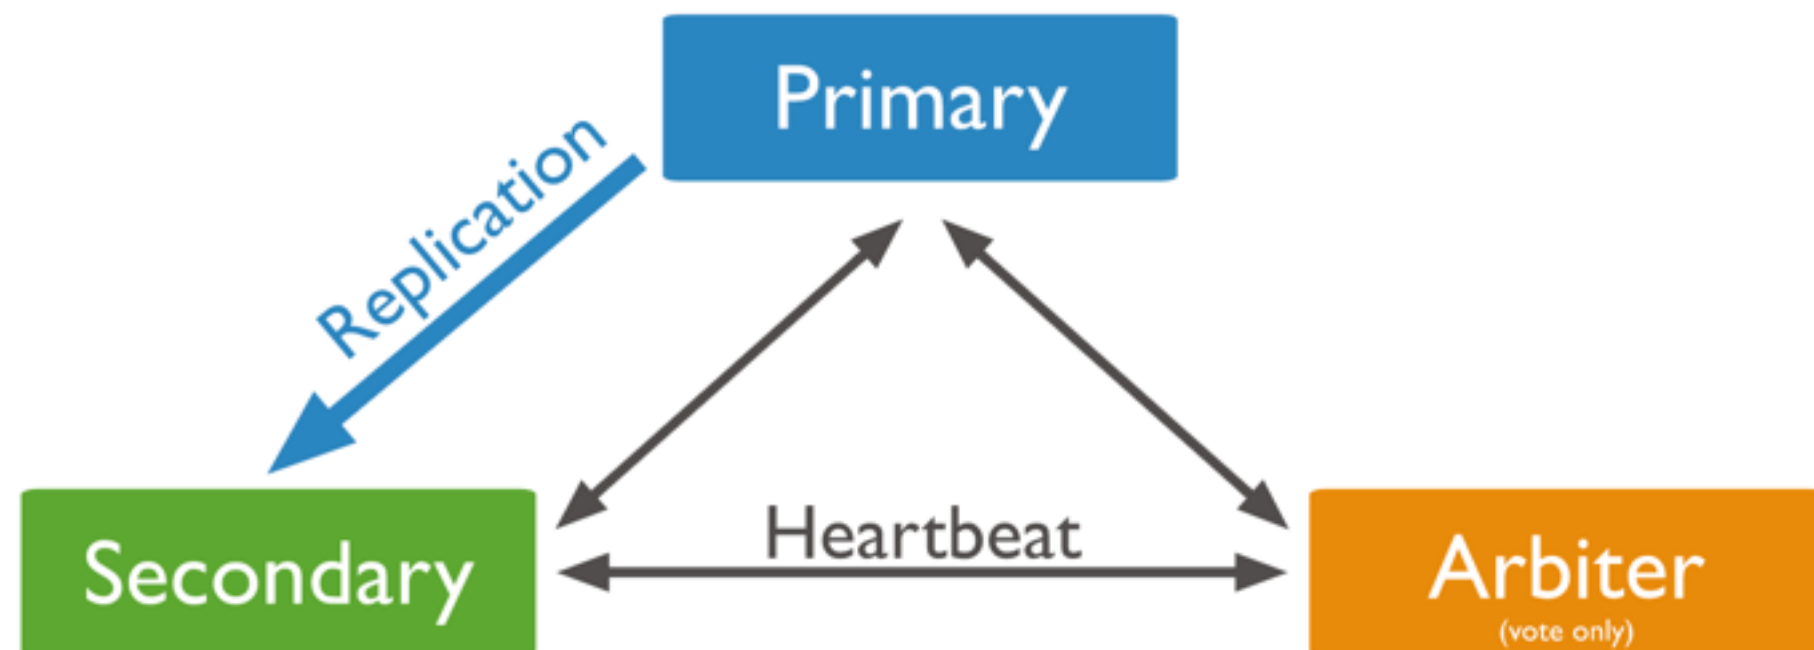 Primary
Replication
Heartbeat
Secondary
Arbiter
(vote only)